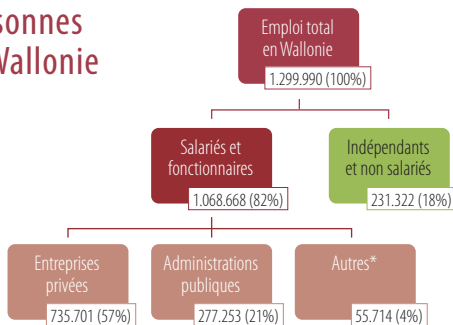 sonnes
Wallonie
Emploi total
en Wallonie
1.299.990 (100%)
Salariés et
fonctionnaires
1.068.668 (82%)
Indépendants
et non salariés
231.322 (18%)
Entreprises
privées
735.701 (57%)
Administrations
publiques
277.253 (21%)
Autres*
55.714 (4%)